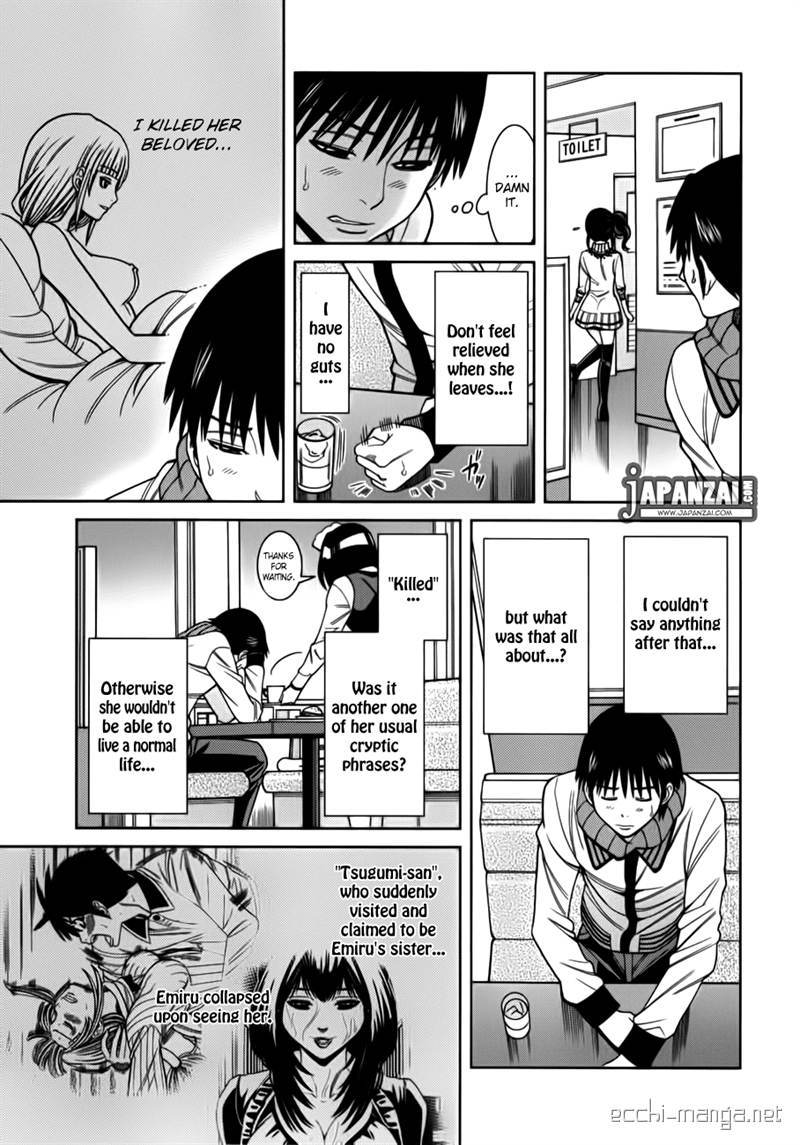 TOILET
...
DAMN
IT.
I KILLED HER
BELOVED...
Don't feel
relieved
when she
leaves...!
I
have
no
guts
...
ガッ
JAPANZAI.COM
WWW.JAPANZAI.COM
I couldn't
say anything
after that...
but what
was that all
about...?
"Killed"
...
THANKS
FOR
WAITING.
Was it
another one
of her usual
cryptic
phrases?
Otherwise
she wouldn't
be able to
live a normal
life...
"Tsugumi-san",
who suddenly
visited and
claimed to be
Emiru's sister...
Emiru collapsed
upon seeing her.
ecchi-manga.net